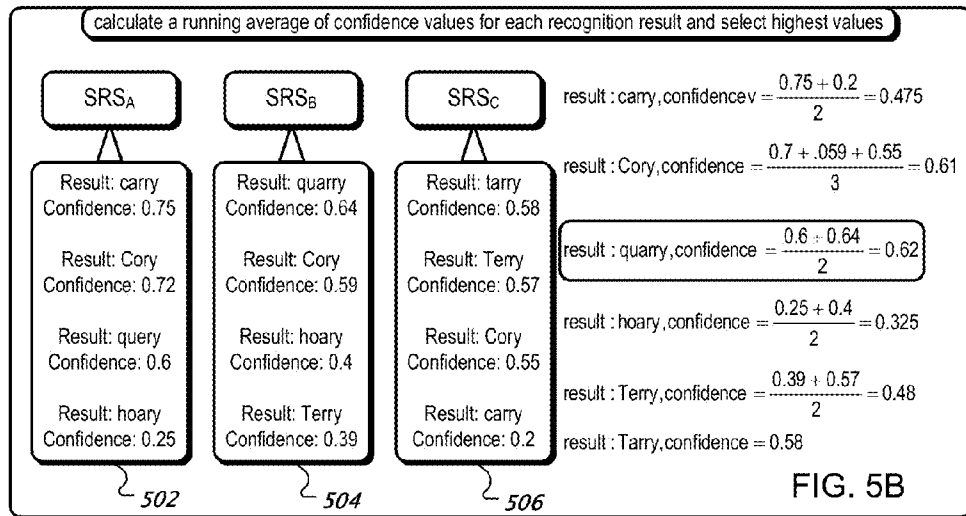 calculate a running average of confidence values for each recognition result and select highest values
SRSA
Result: carry
Confidence: 0.75
Result: Cory
Confidence: 0.72
Result: query
Confidence: 0.6
Result: hoary
Confidence: 0.25
502
SRSB
Result: quarry
Confidence: 0.64
Result: Cory
Confidence: 0.59
Result: hoary
Confidence: 0.4
Result: Terry
Confidence: 0.39
504
SRSC
Result: tarry
Confidence: 0.58
Result: Terry
Confidence: 0.57
Result: Cory
Confidence: 0.55
Result: carry
Confidence: 0.2
506
result : carry,confidencev = (0.75 + 0.2)/2 = 0.475
result : Cory,confidence = (0.7 + .059 + 0.55)/3 = 0.61
result : quarry,confidence = (0.6 + 0.64)/2 = 0.62
result : hoary,confidence = (0.25 + 0.4)/2 = 0.325
result : Terry,confidence = (0.39 + 0.57)/2 = 0.48
result : Tarry,confidence = 0.58
FIG. 5B